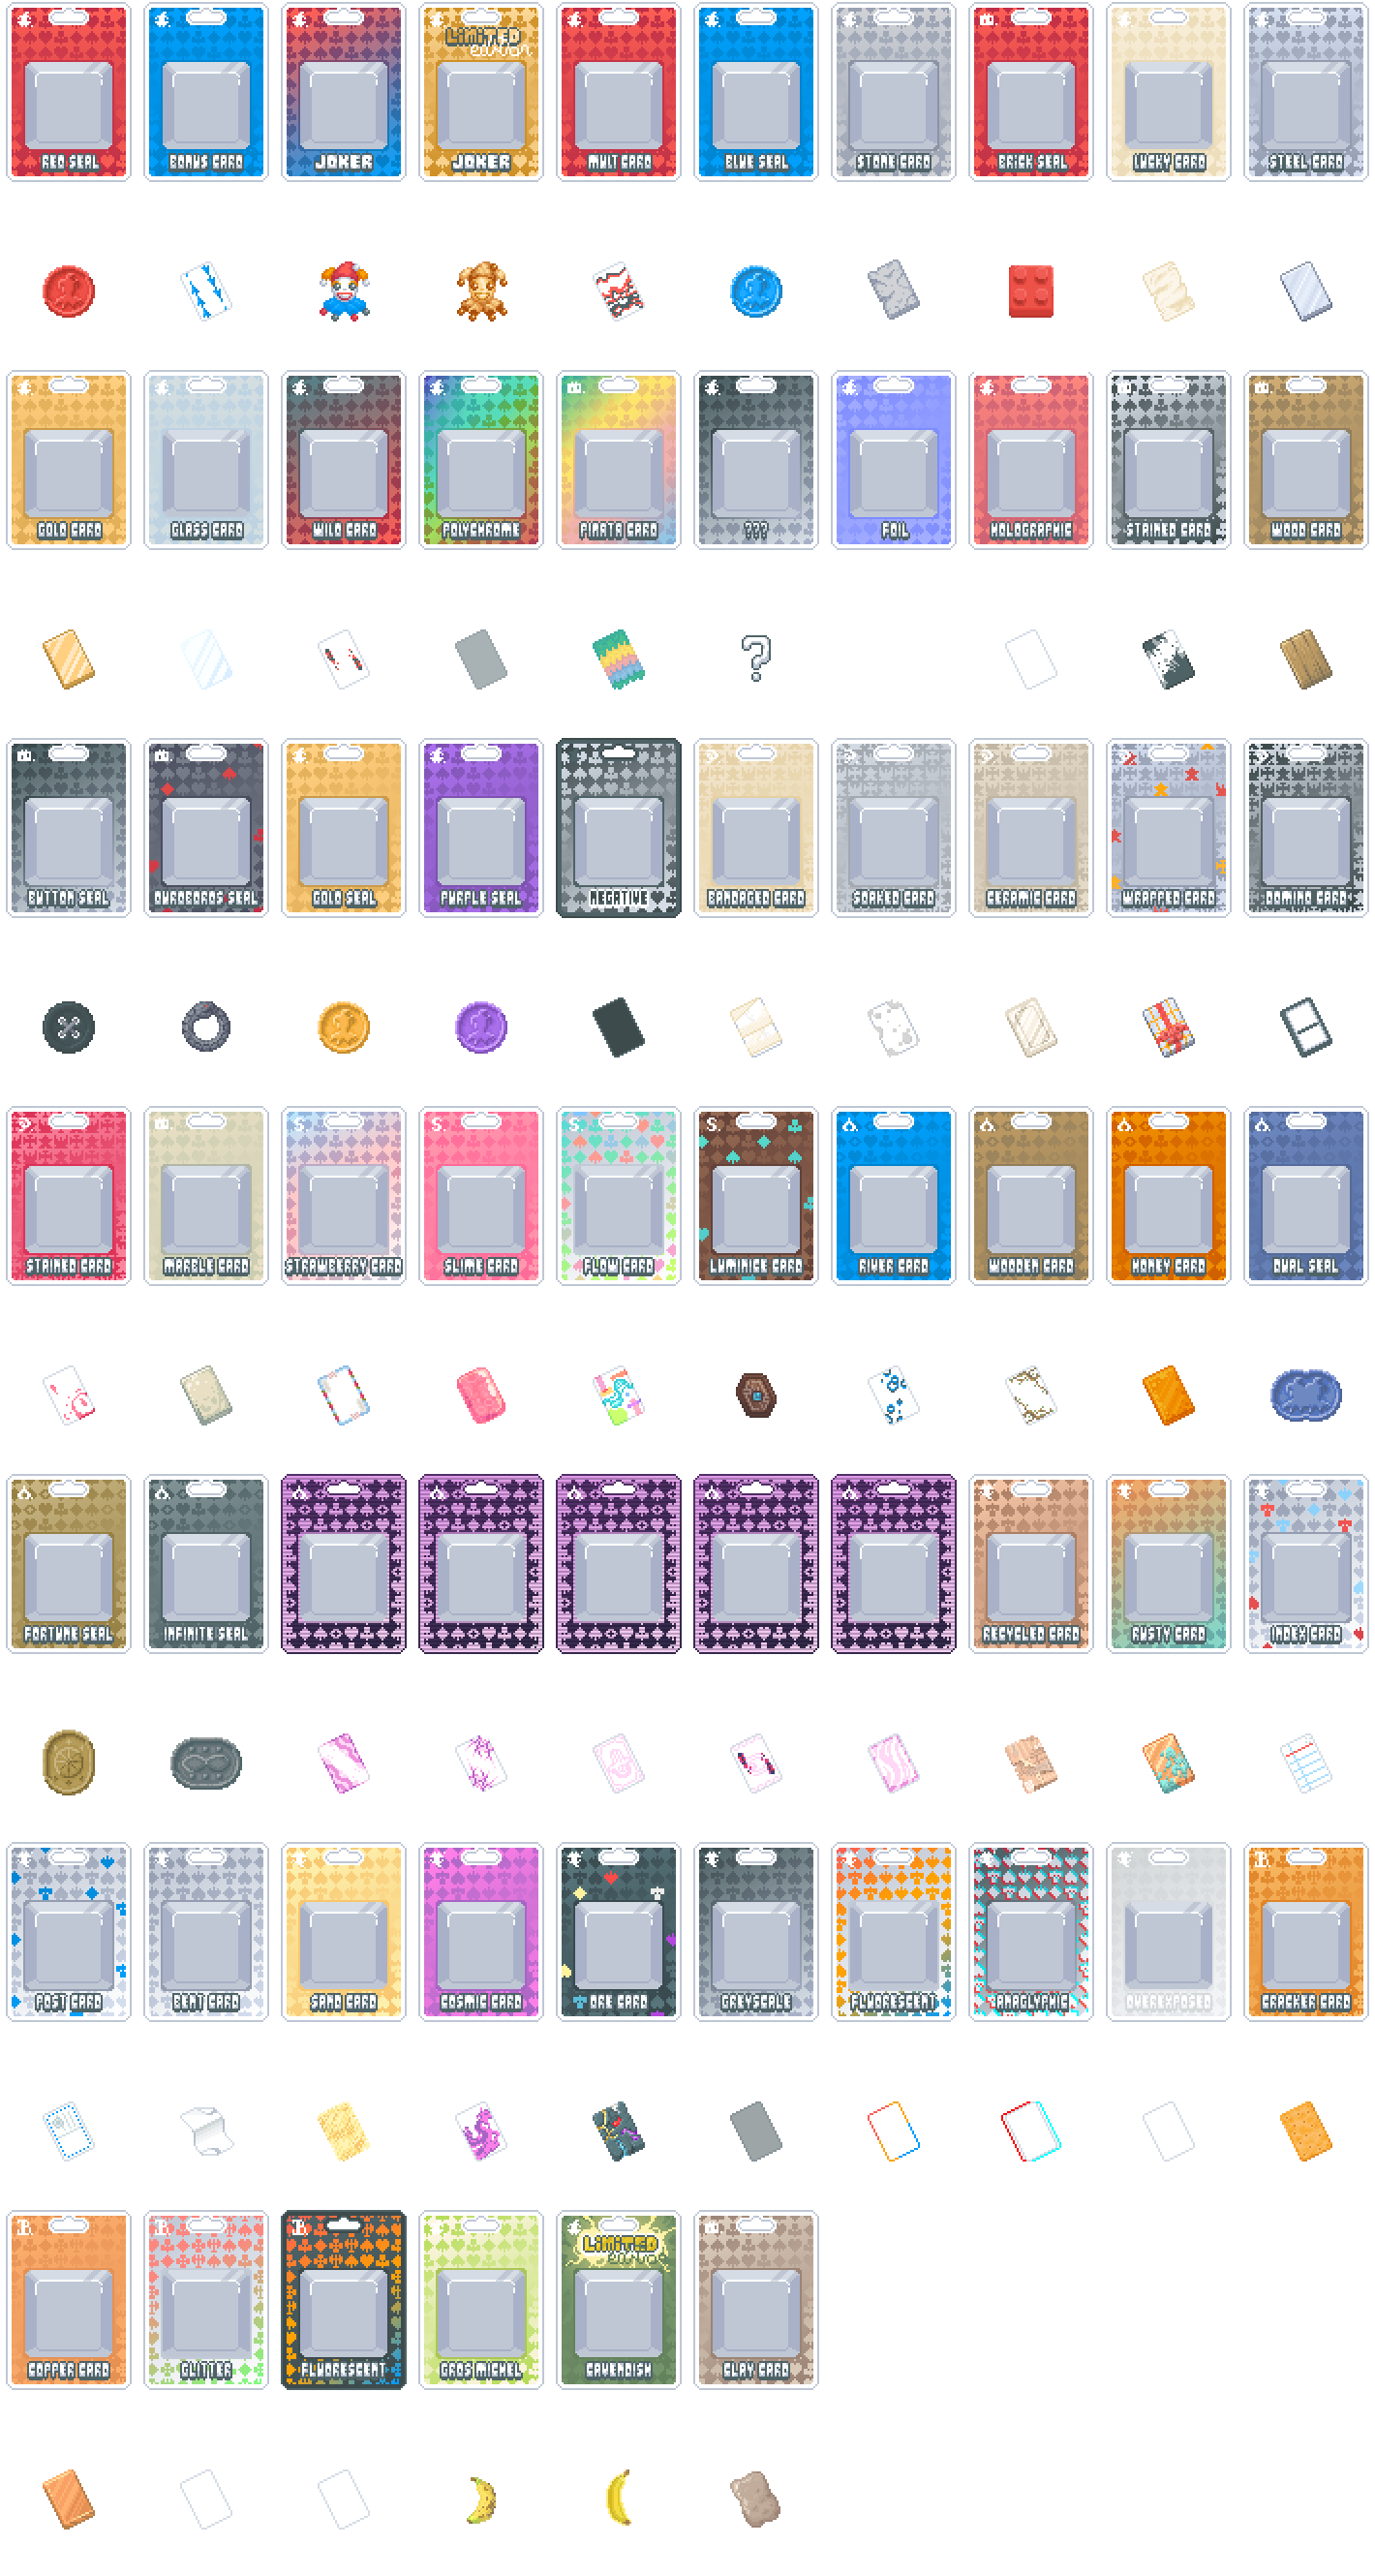 LIMITED
edition
RED SEAL BONUS CARD JOKER JOKER MULT CARD BLUE SEAL STONE CARD BRICK SEAL LUCKY CARD STEEL CARD
GOLD CARD GLASS CARD WILD CARD POLYCHROME PINATA CARD ??? FOIL HOLOGRAPHIC STAINED CARD WOOD CARD
BUTTON SEAL OUROBOROS SEAL GOLD SEAL PURPLE SEAL NEGATIVE BANDAGED CARD SOAKED CARD CERAMIC CARD WRAPPED CARD DOMINO CARD
S. S. S.
STAINED CARD MARBLE CARD STRAWBERRY CARD SLIME CARD FLOW CARD LUMINICE CARD RIVER CARD WOODEN CARD HONEY CARD DUAL SEAL
FORTUNE SEAL INFINITE SEAL RECYCLED CARD RUSTY CARD INDEX CARD
B.
POST CARD BENT CARD SAND CARD COSMIC CARD ORE CARD GREYSCALE FLUORESCENT ANAGLYPHIC OVEREXPOSED CRACKER CARD
B. B. B.
LIMITED
edition
COPPER CARD GLITTER FLUORESCENT GROS MICHEL CAVENDISH CLAY CARD